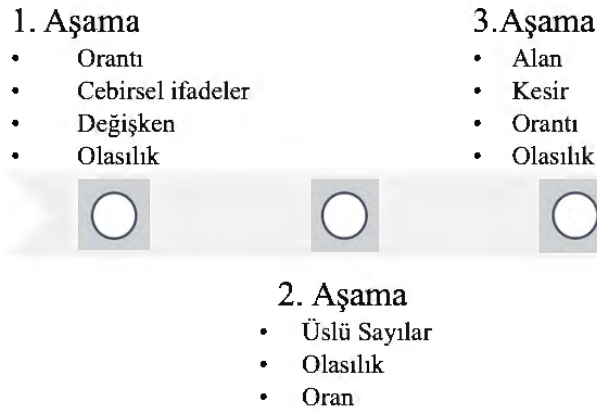 1. Aşama
• Orantı
• Cebirsel ifadeler
• Değişken
• Olasılık
3.Aşama
• Alan
• Kesir
• Orantı
• Olasılık
2. Aşama
• Üslü Sayılar
• Olasılık
• Oran